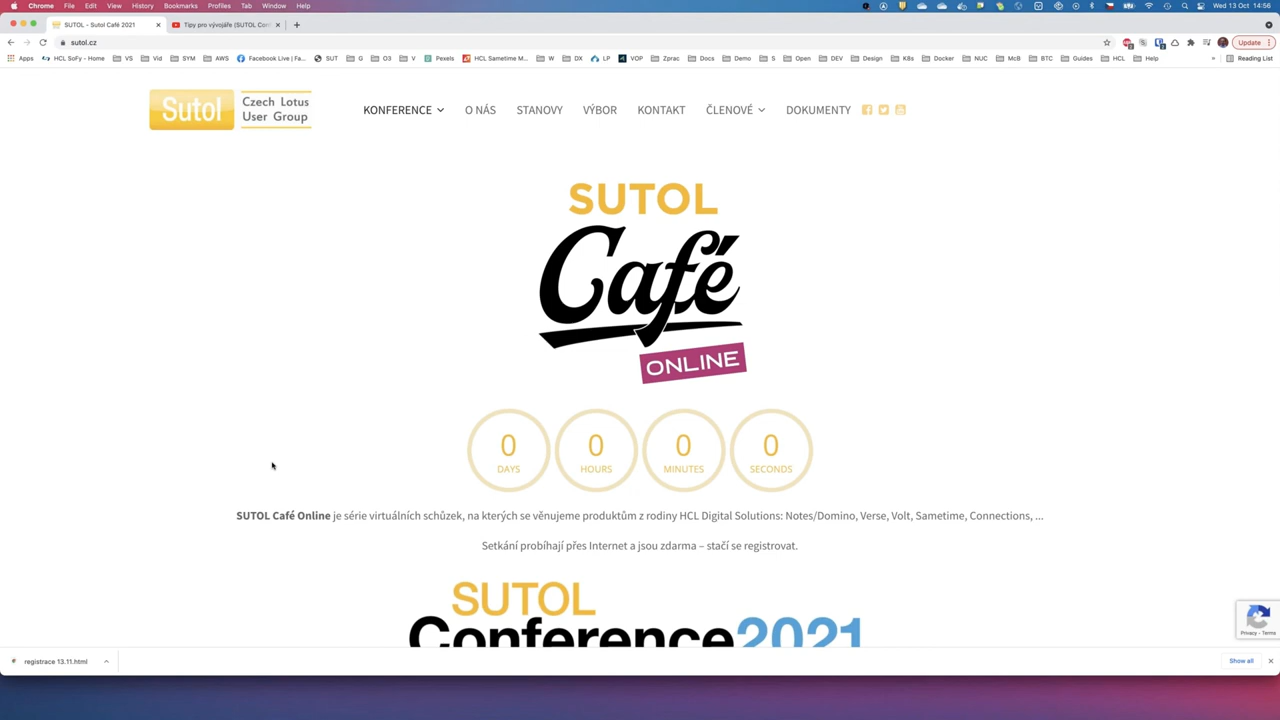 Chrome File Edit View History Bookmarks Profiles Tab Window Help Wed 13 Oct 14:56
SUTOL - Sutol Café 2021 Tipy pro vývojáře (SUTOL Con
sutol.cz Update
Apps HCL SoFy - Home VS Vid SYM AWS Facebook Live | Fa... SUT G O3 V Pexels HCL Sametime M... W DX LP VOP Zprac Docs Demo S Open DEV Design K8s Docker NUC McB BTC Guides HCL Help » Reading List
Sutol Czech Lotus
User Group
KONFERENCE O NÁS STANOVY VÝBOR KONTAKT ČLENOVÉ DOKUMENTY
SUTOL
Café
ONLINE
0 0 0 0
DAYS HOURS MINUTES SECONDS
SUTOL Café Online je série virtuálních schůzek, na kterých se věnujeme produktům z rodiny HCL Digital Solutions: Notes/Domino, Verse, Volt, Sametime, Connections, ...
Setkání probíhají přes Internet a jsou zdarma – stačí se registrovat.
SUTOL
Conference2021
Privacy - Terms
registrace 13.11.html Show all